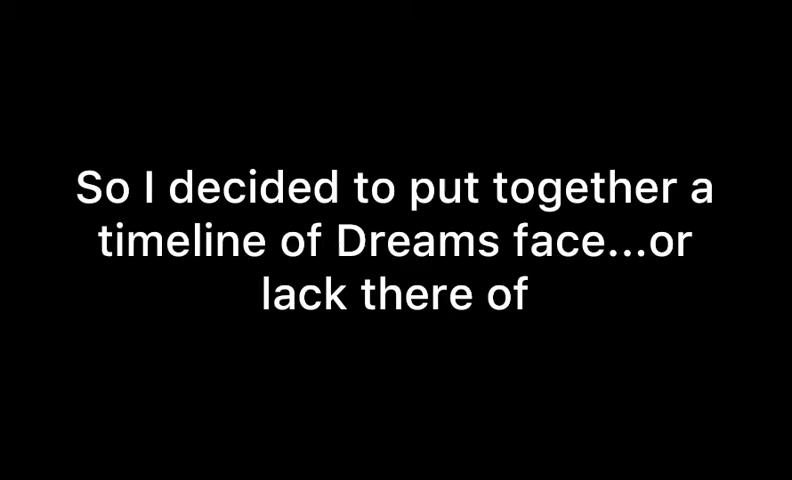 So I decided to put together a
timeline of Dreams face...or
lack there of